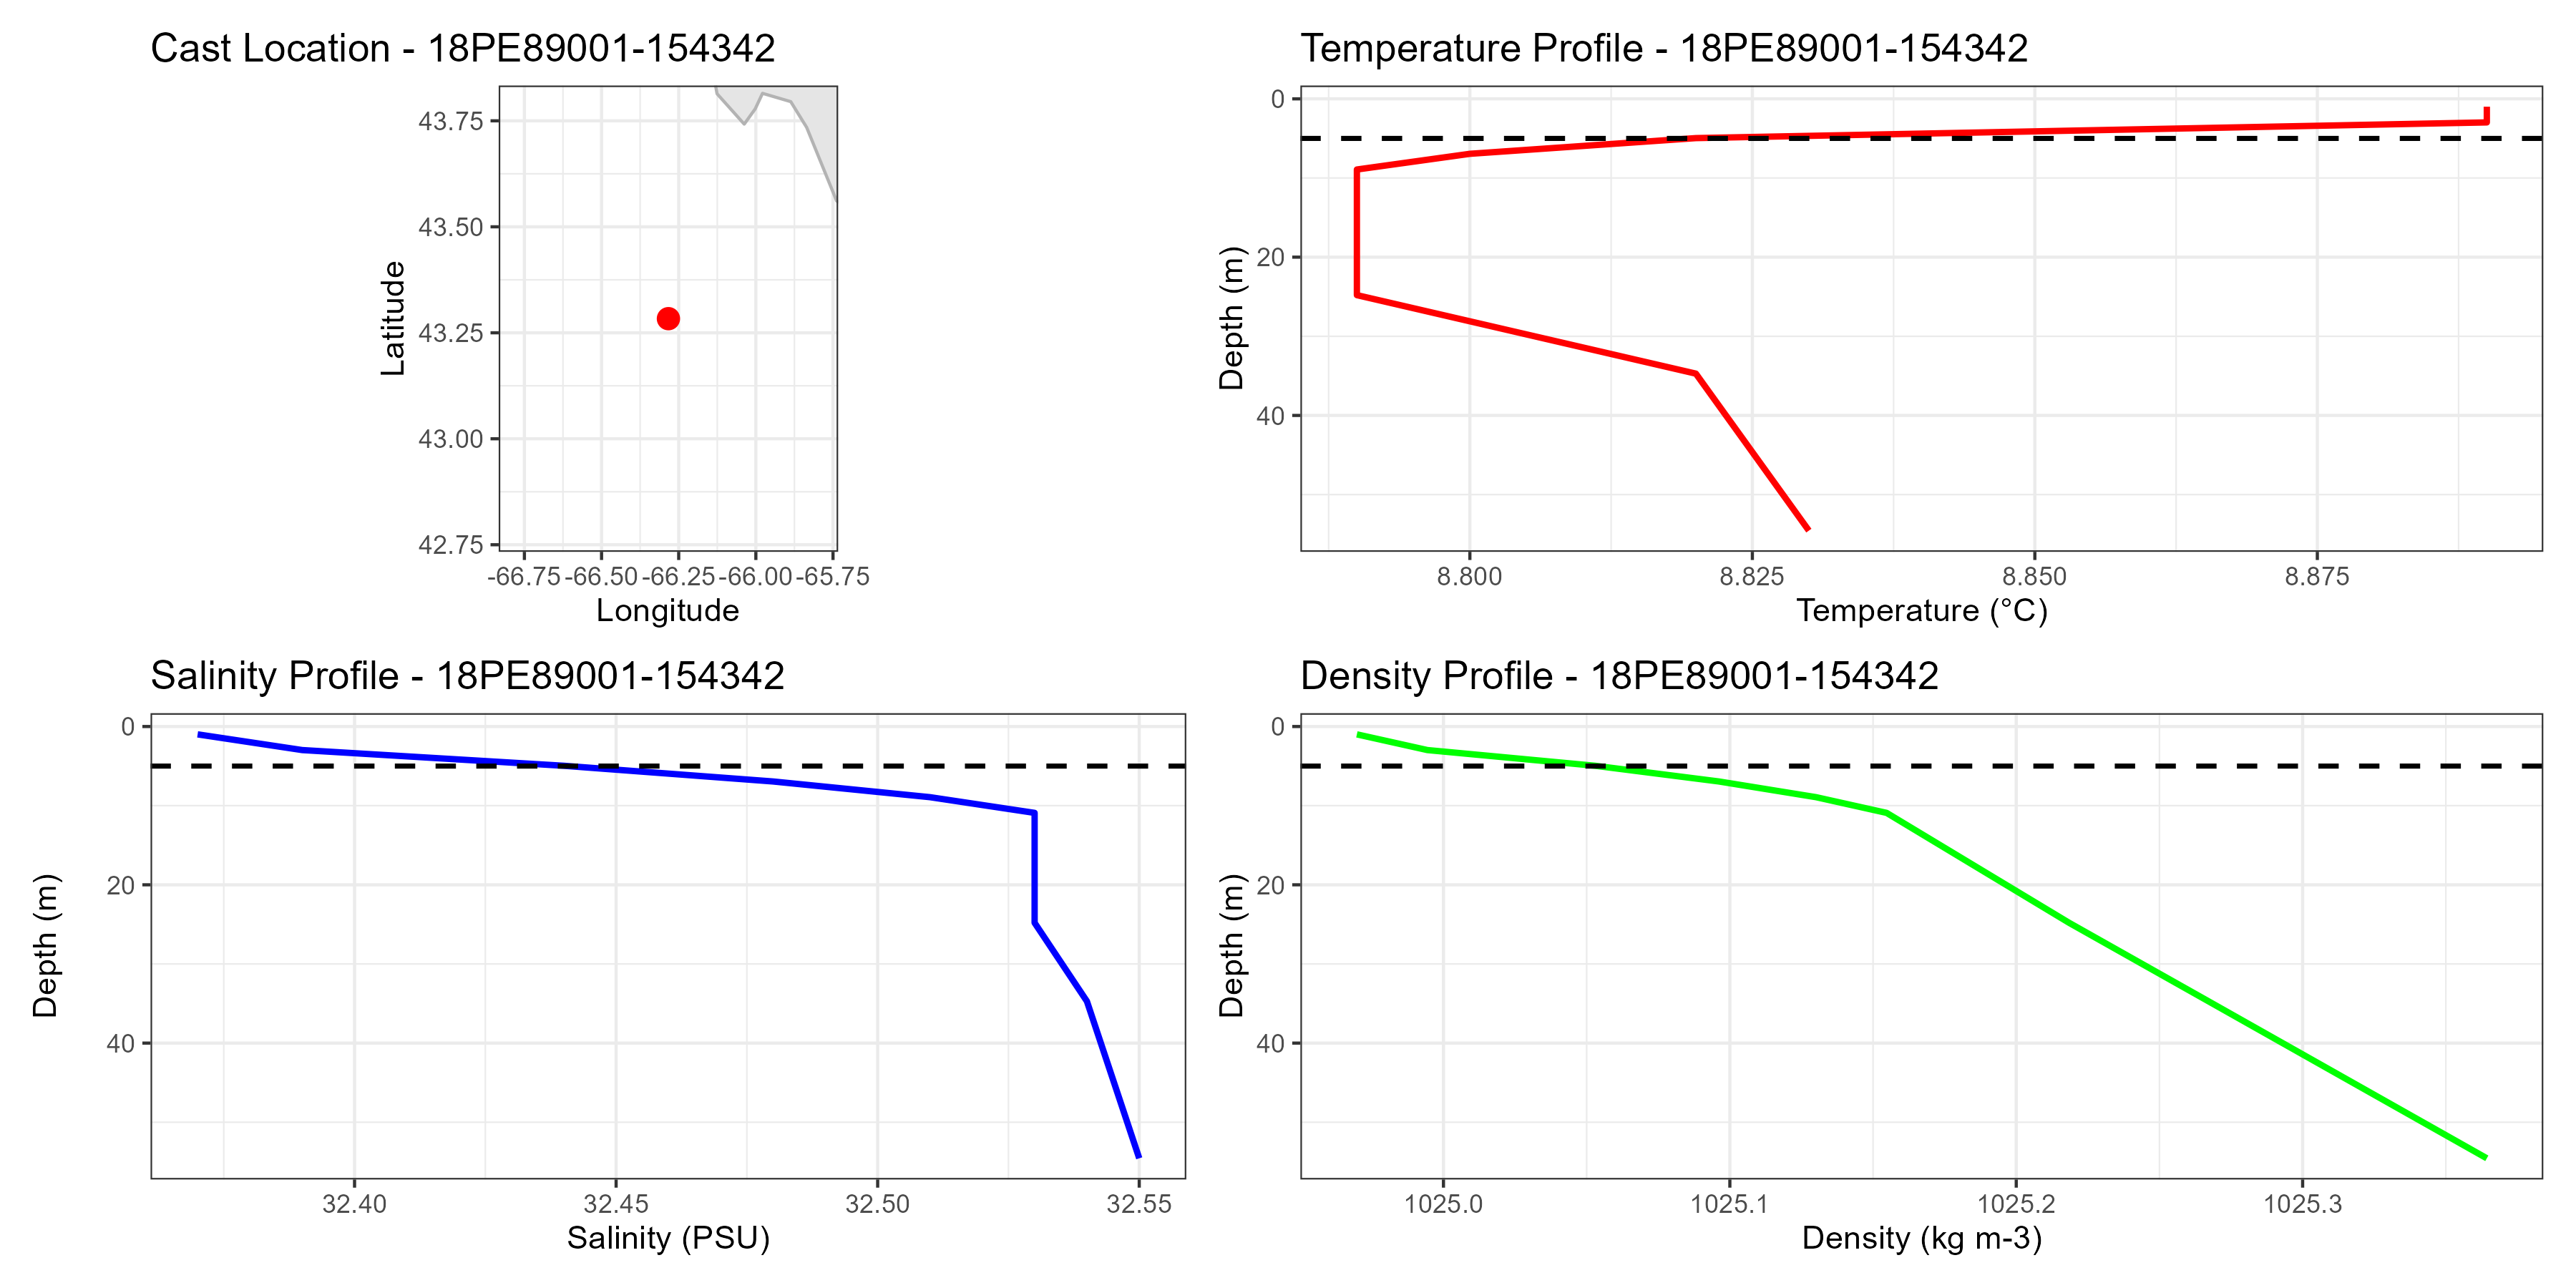 Cast Location - 18PE89001-154342
43.75
43.50
43.25
43.00
42.75
Latitude
-66.75 -66.50 -66.25 -66.00 -65.75
Longitude
Temperature Profile - 18PE89001-154342
0
20
40
Depth (m)
8.800 8.825 8.850 8.875
Temperature (°C)
Salinity Profile - 18PE89001-154342
0
20
40
Depth (m)
32.40 32.45 32.50 32.55
Salinity (PSU)
Density Profile - 18PE89001-154342
0
20
40
Depth (m)
1025.0 1025.1 1025.2 1025.3
Density (kg m-3)